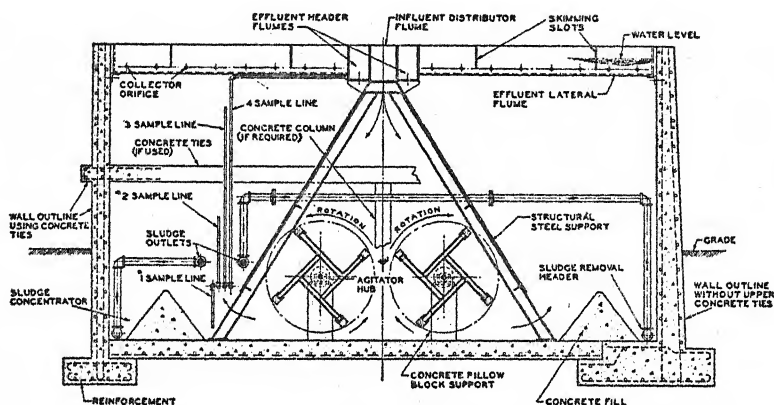 EFFLUENT HEADER
FLUMES
INFLUENT DISTRIBUTOR
FLUME
SKIMMING
SLOTS
WATER LEVEL
COLLECTOR
ORIFICE
EFFLUENT LATERAL
FLUME
4 SAMPLE LINE
3 SAMPLE LINE
CONCRETE TIES
(IF USED)
CONCRETE COLUMN
(IF REQUIRED)
2 SAMPLE LINE
WALL OUTLINE
USING CONCRETE
TIES
SLUDGE
OUTLETS
ROTATION
ROTATION
STRUCTURAL
STEEL SUPPORT
GRADE
1 SAMPLE LINE
AGITATOR
HUB
SLUDGE REMOVAL
HEADER
SLUDGE
CONCENTRATOR
WALL OUTLINE
WITHOUT UPPER
CONCRETE TIES
CONCRETE PILLOW
BLOCK SUPPORT
REINFORCEMENT
CONCRETE FILL